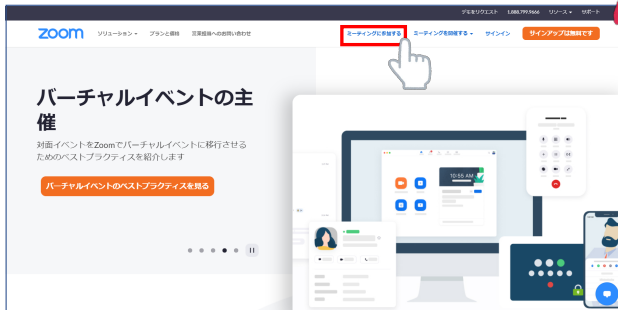 デモをリクエスト 1.888.799.9666 リソース サポート
zoom ソリューション プランと価格 営業担当へのお問い合わせ ミーティングに参加する ミーティングを開催する サインイン サインアップは無料です
バーチャルイベントの主
催
対面イベントをZoomでバーチャルイベントに移行させる
ためのベストプラクティスを紹介します
バーチャルイベントのベストプラクティスを見る
10:55 AM